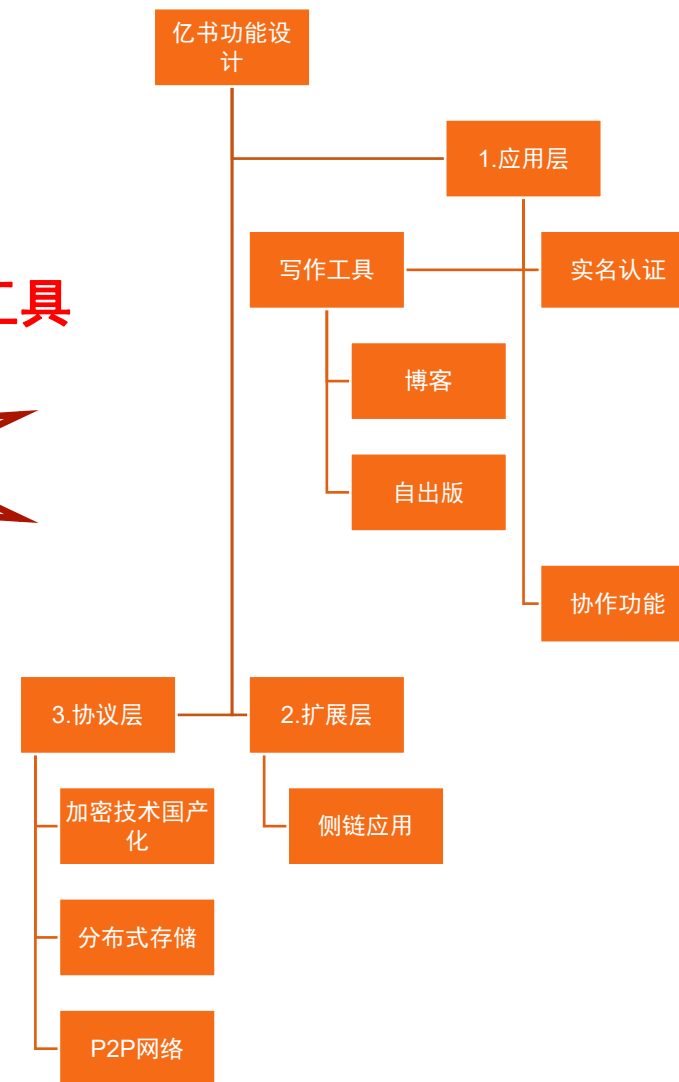 亿书功能设
计
1.应用层
写作工具
实名认证
工具
博客
自出版
协作功能
3.协议层
2.扩展层
加密技术国产
化
侧链应用
分布式存储
P2P网络